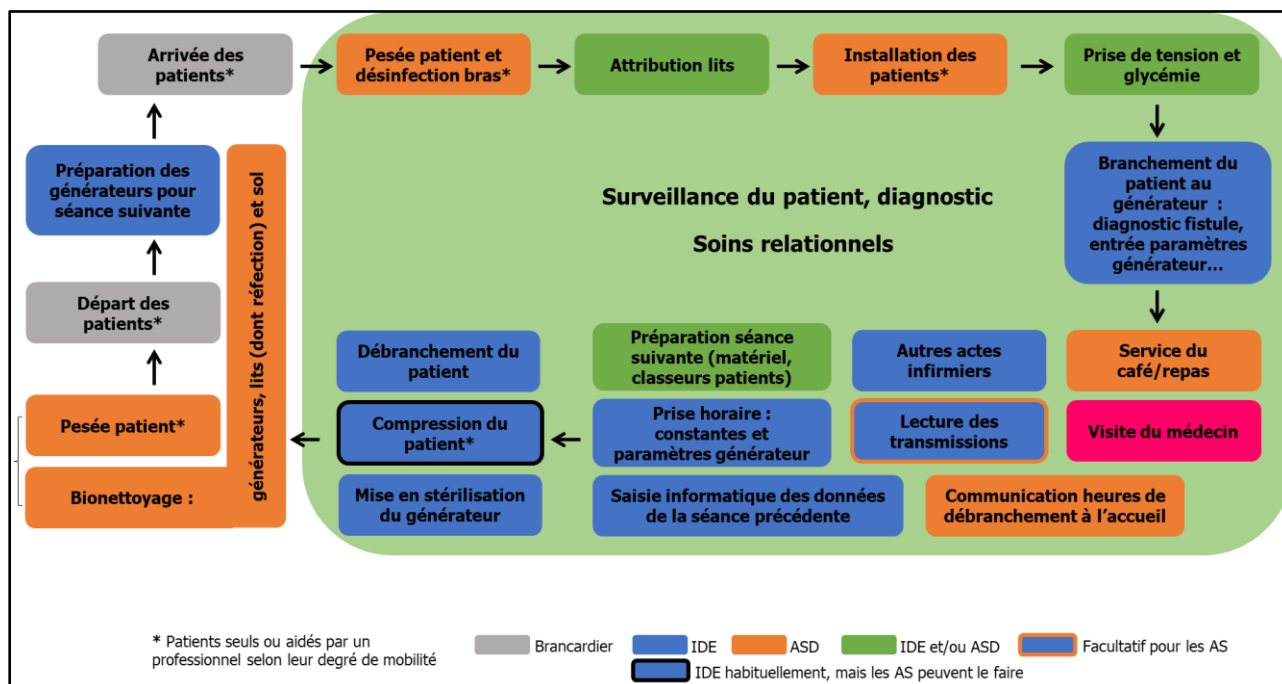 Arrivée des
patients*
Pesée patient et
désinfection bras*
Attribution lits
Installation des
patients*
Prise de tension et
glycémie
Préparation des
générateurs pour
séance suivante
générateurs, lits (dont réfection) et sol
Surveillance du patient, diagnostic
Soins relationnels
Branchement du
patient au
générateur :
diagnostic fistule,
entrée paramètres
générateur...
Départ des
patients*
Débranchement du
patient
Préparation séance
suivante (matériel,
classeurs patients)
Autres actes
infirmiers
Service du
café/repas
Pesée patient*
Compression du
patient*
Prise horaire :
constantes et
paramètres générateur
Lecture des
transmissions
Visite du médecin
Bionettoyage :
Mise en stérilisation
du générateur
Saisie informatique des données
de la séance précédente
Communication heures de
débranchement à l'accueil
* Patients seuls ou aidés par un
professionnel selon leur degré de mobilité
Brancardier
IDE
ASD
IDE et/ou ASD
Facultatif pour les AS
IDE habituellement, mais les AS peuvent le faire